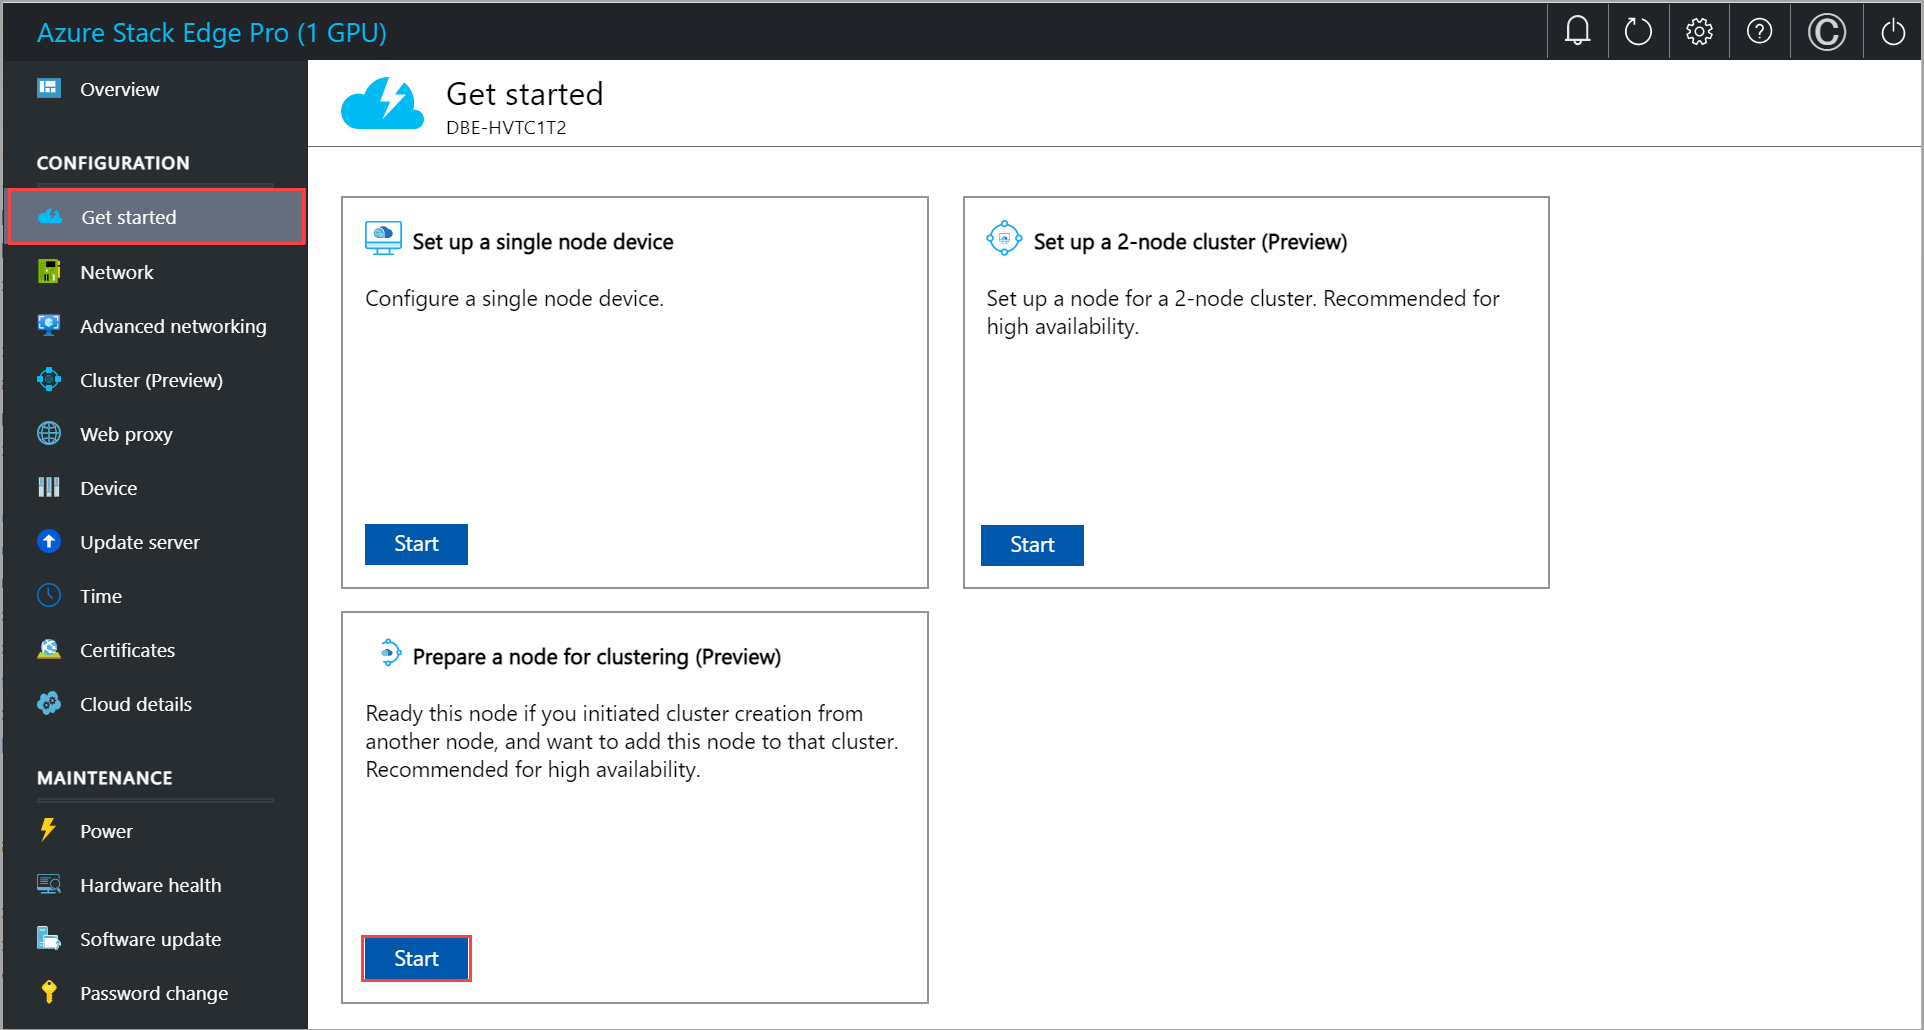 Azure Stack Edge Pro (1 GPU)
Overview
CONFIGURATION
Get started
Network
Advanced networking
Cluster (Preview)
Web proxy
Device
Update server
Time
Certificates
Cloud details
MAINTENANCE
Power
Hardware health
Software update
Password change
Get started
DBE-HVTC1T2
Set up a single node device
Configure a single node device.
Start
Set up a 2-node cluster (Preview)
Set up a node for a 2-node cluster. Recommended for
high availability.
Start
Prepare a node for clustering (Preview)
Ready this node if you initiated cluster creation from
another node, and want to add this node to that cluster.
Recommended for high availability.
Start